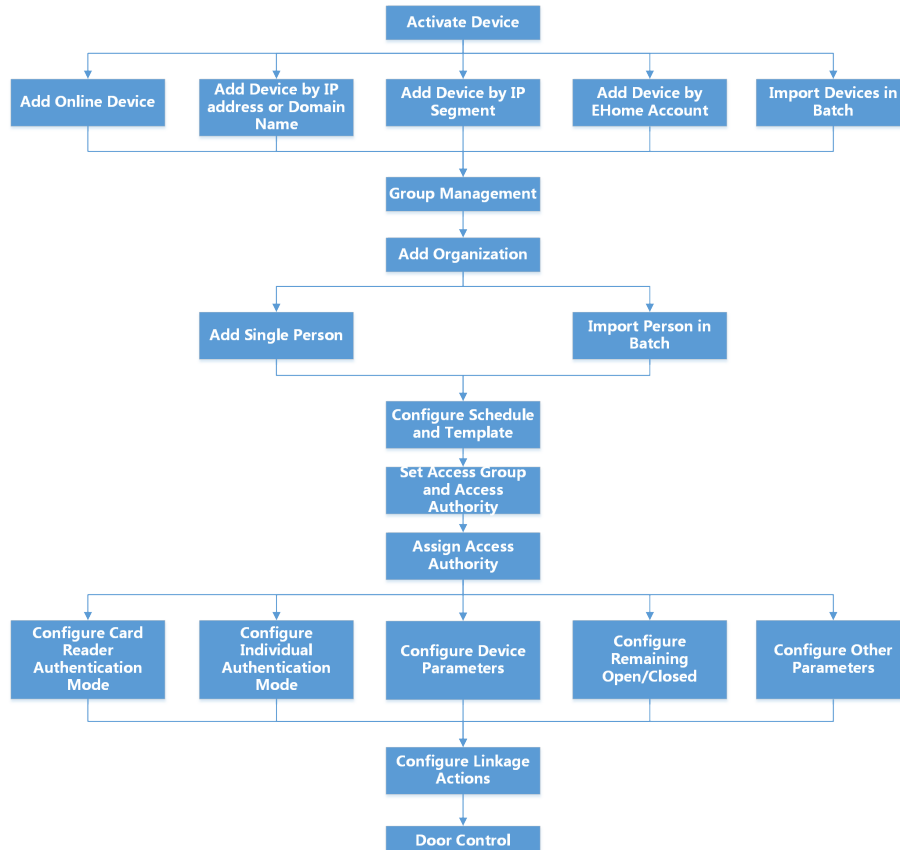 Activate Device
Add Online Device
Add Device by IP
address or Domain
Name
Add Device by IP
Segment
Add Device by
EHome Account
Import Devices in
Batch
Group Management
Add Organization
Add Single Person
Import Person in
Batch
Configure Schedule
and Template
Set Access Group
and Access
Authority
Assign Access
Authority
Configure Card
Reader
Authentication
Mode
Configure
Individual
Authentication
Mode
Configure Device
Parameters
Configure
Remaining
Open/Closed
Configure Other
Parameters
Configure Linkage
Actions
Door Control